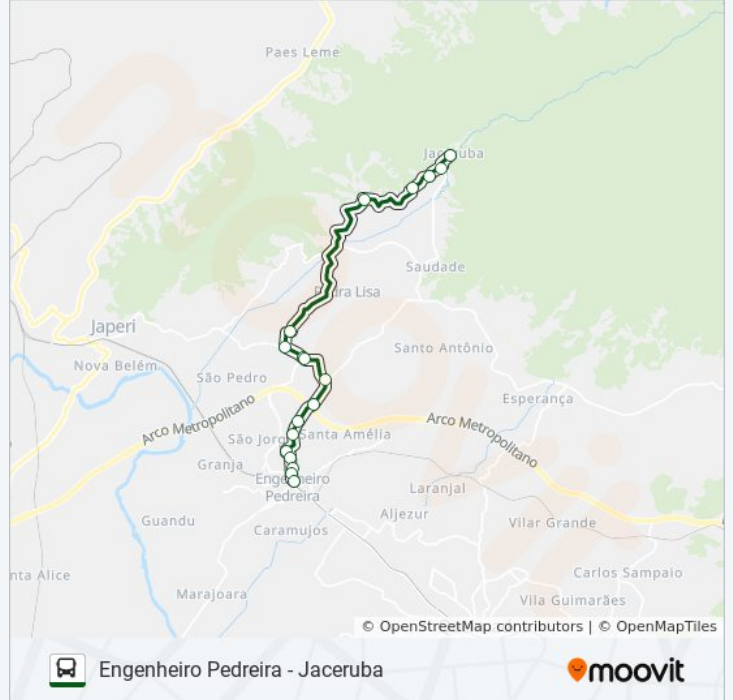 Paes Leme
Jaceruba
Saudade
Pedra Lisa
Japeri
Santo Antônio
Nova Belém
São Pedro
Esperança
Arco Metropolitano
Arco Metropolitano
São Jorge
Santa Amélia
Granja
Engenheiro
Pedreira
Laranjal
Aljezur
Guandu
Vilar Grande
Caramujos
nta Alice
Carlos Sampaio
Marajoara
Vila Guimarães
© OpenStreetMap contributors | © OpenMapTiles
Engenheiro Pedreira - Jaceruba
moovit